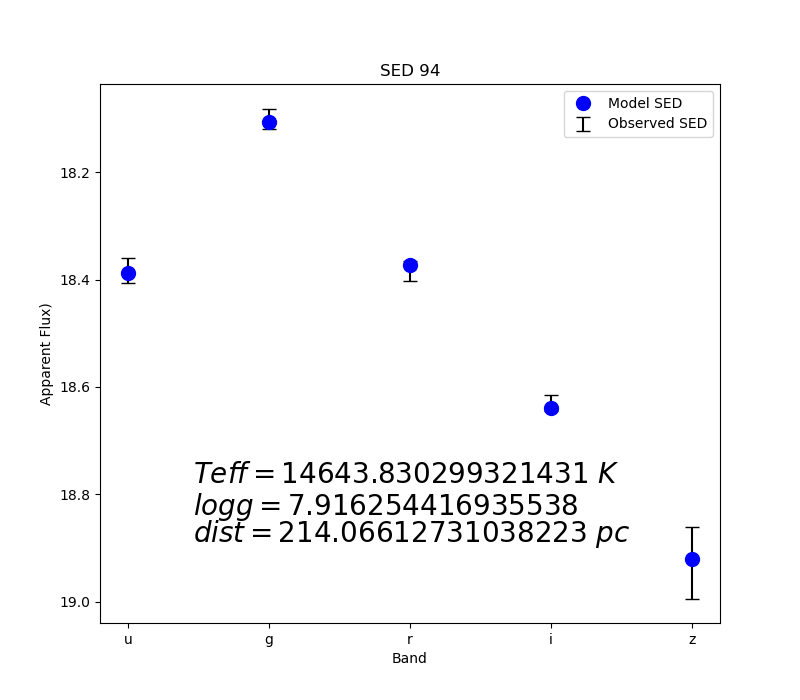 SED 94
Model SED
Observed SED
18.2
18.4
18.6
18.8
19.0
Apparent Flux)
Teff = 14643.830299321431 K
logg = 7.916254416935538
dist = 214.06612731038223 pc
u g r i z
Band